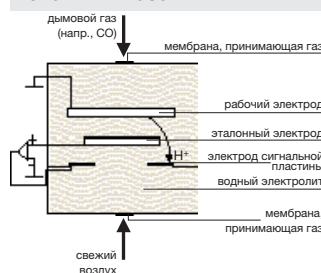 дымовой газ
(напр., CO)
мембрана, принимающая газ
рабочий электрод
эталонный электрод
H+
электрод сигнальной
пластины
водный электролит
мембрана,
принимающая газ
свежий
воздух